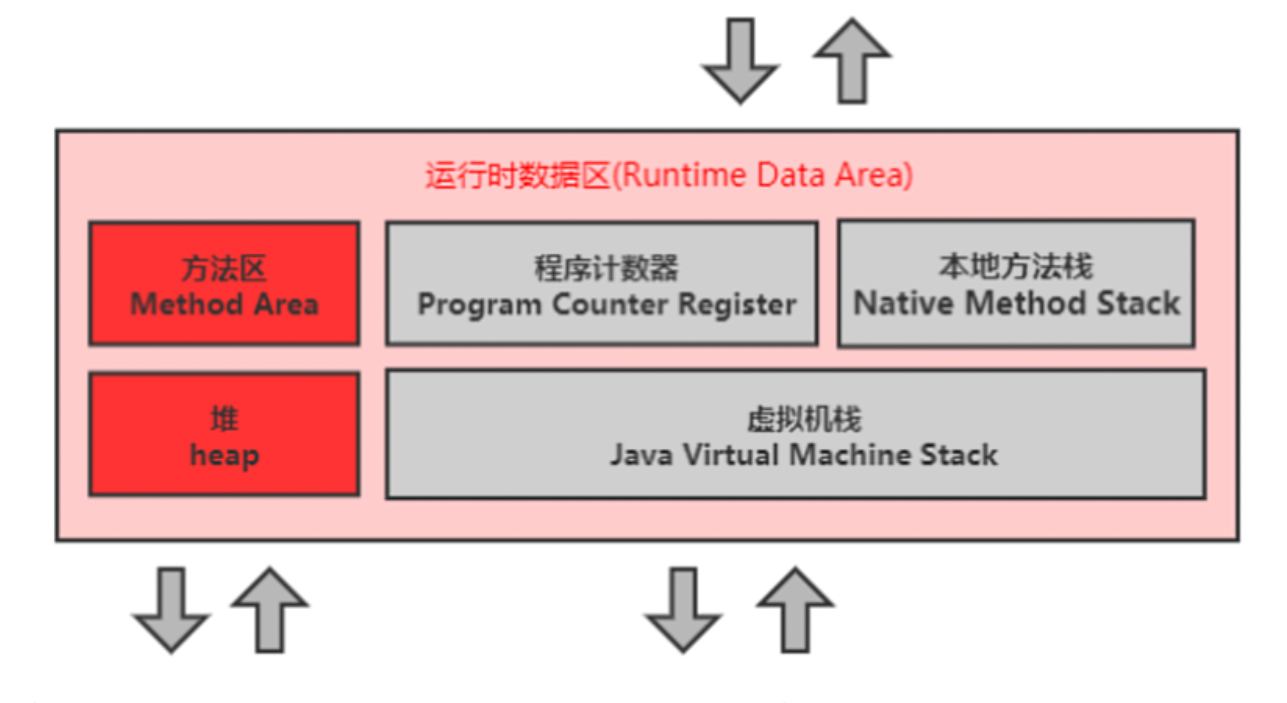 运行时数据区(Runtime Data Area)
方法区
Method Area
程序计数器
Program Counter Register
本地方法栈
Native Method Stack
堆
heap
虚拟机栈
Java Virtual Machine Stack